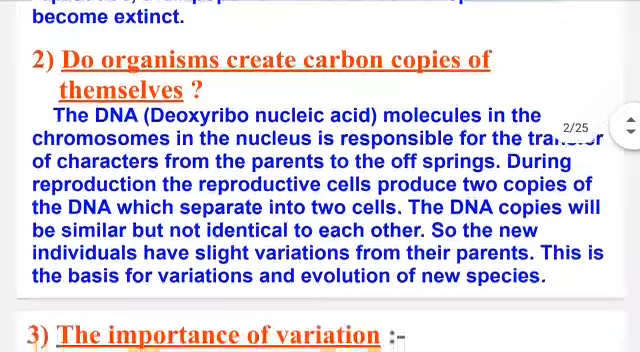 become extinct.
2) Do organisms create carbon copies of
themselves ?
The DNA (Deoxyribo nucleic acid) molecules in the
2/25
chromosomes in the nucleus is responsible for the
of characters from the parents to the off springs. During
reproduction the reproductive cells produce two copies of
the DNA which separate into two cells. The DNA copies will
be similar but not identical to each other. So the new
individuals have slight variations from their parents. This is
the basis for variations and evolution of new species.
3) The importance of variation :-